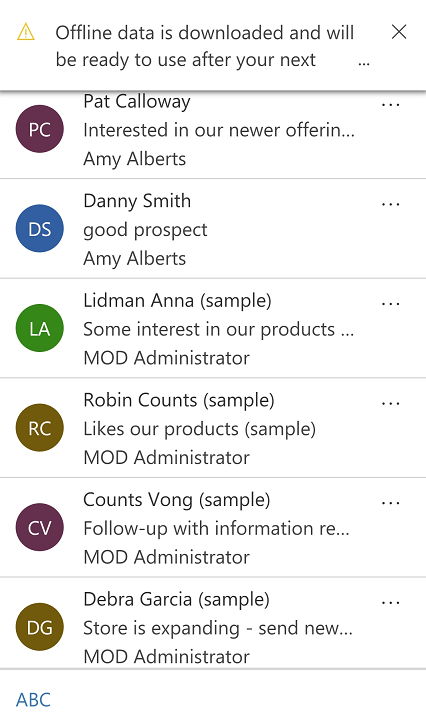 Offline data is downloaded and will
be ready to use after your next ...
Pat Calloway ...
PC
Interested in our newer offerin...
Amy Alberts
Danny Smith ...
DS
good prospect
Amy Alberts
Lidman Anna (sample) ...
LA
Some interest in our products ...
MOD Administrator
Robin Counts (sample) ...
RC
Likes our products (sample)
MOD Administrator
Counts Vong (sample) ...
CV
Follow-up with information re...
MOD Administrator
Debra Garcia (sample) ...
DG
Store is expanding - send new...
MOD Administrator
ABC